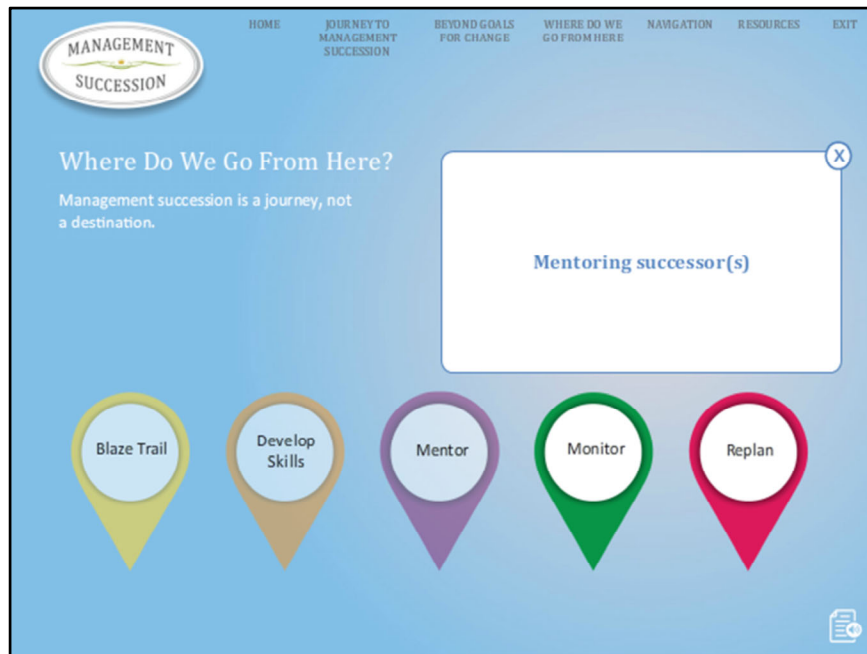 MANAGEMENT
SUCCESSION
HOME
JOURNEY TO
MANAGEMENT
SUCCESSION
BEYOND GOALS
FOR CHANGE
WHERE DO WE
GO FROM HERE
NAVIGATION
RESOURCES
EXIT
Where Do We Go From Here?
Management succession is a journey, not
a destination.
X
Mentoring successor(s)
Blaze Trail
Develop
Skills
Mentor
Monitor
Replan